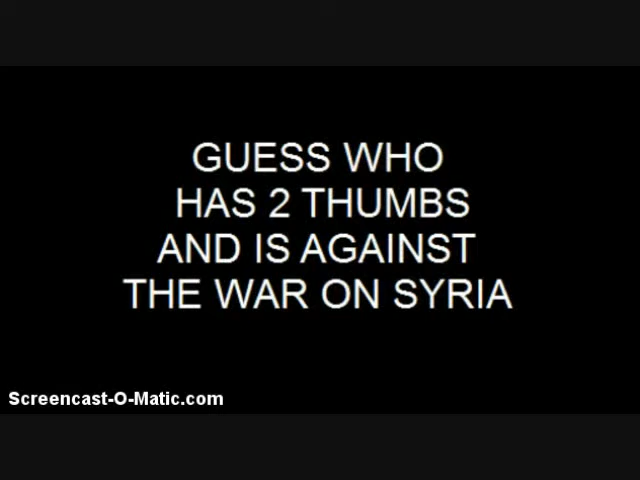 GUESS WHO
HAS 2 THUMBS
AND IS AGAINST
THE WAR ON SYRIA
Screencast-O-Matic.com